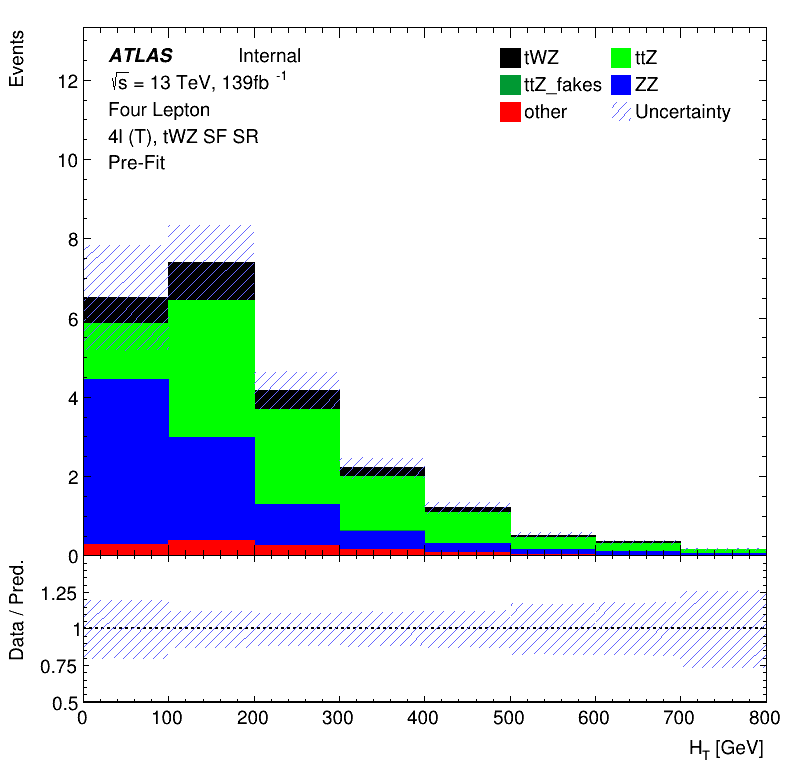 Events
ATLAS Internal
√s = 13 TeV, 139fb -1
Four Lepton
4l (T), tWZ SF SR
Pre-Fit
tWZ ttZ
ttZ_fakes ZZ
other Uncertainty
12
10
8
6
4
2
0
Data / Pred.
1.25
1
0.75
0.5
0 100 200 300 400 500 600 700 800
HT [GeV]